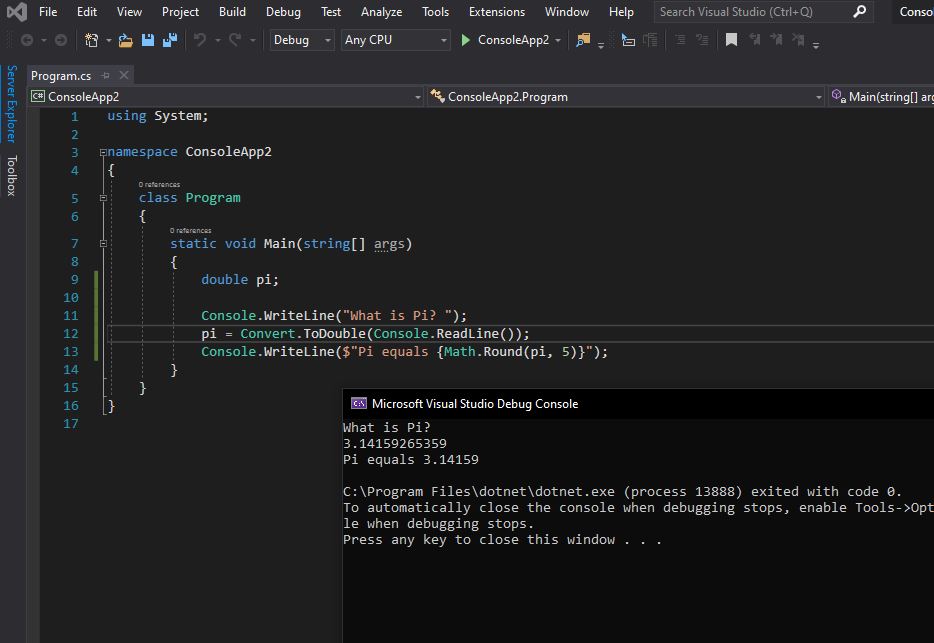 File Edit View Project Build Debug Test Analyze Tools Extensions Window Help Search Visual Studio (Ctrl+Q) Conso
Debug Any CPU ConsoleApp2
Server Explorer
Toolbox
Program.cs
C# ConsoleApp2 ConsoleApp2.Program Main(string[] arg
1 using System;
2
3 namespace ConsoleApp2
4 {
0 references
5 class Program
6 {
0 references
7 static void Main(string[] args)
8 {
9 double pi;
10
11 Console.WriteLine("What is Pi? ");
12 pi = Convert.ToDouble(Console.ReadLine());
13 Console.WriteLine($"Pi equals {Math.Round(pi, 5)}");
14 }
15 }
16 }
17
Microsoft Visual Studio Debug Console
What is Pi?
3.14159265359
Pi equals 3.14159
C:\Program Files\dotnet\dotnet.exe (process 13888) exited with code 0.
To automatically close the console when debugging stops, enable Tools->Opt
le when debugging stops.
Press any key to close this window . . .